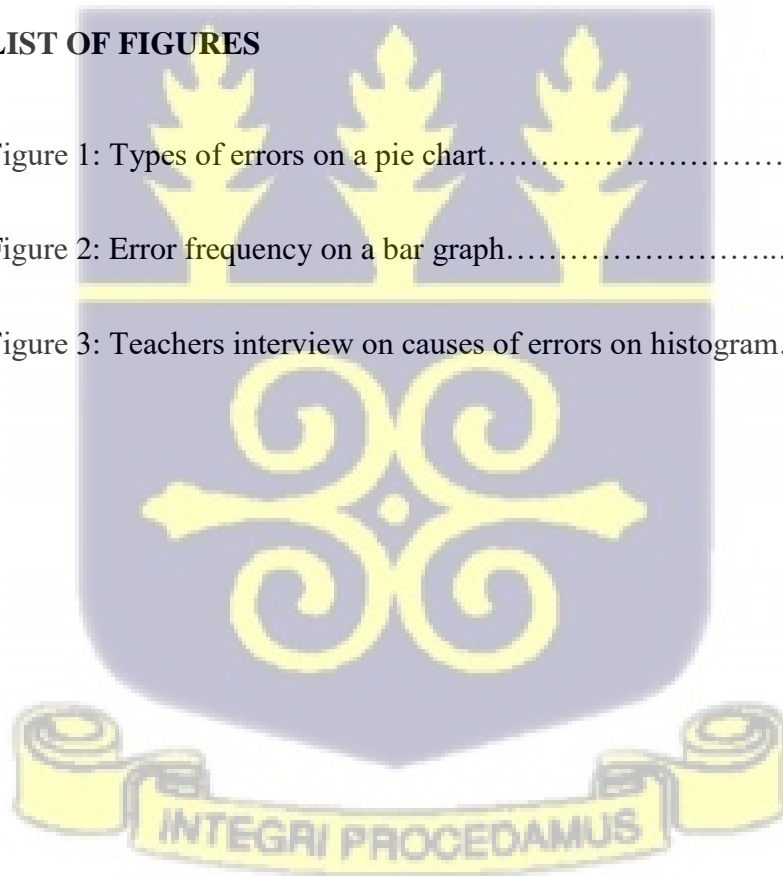 LIST OF FIGURES
Figure 1: Types of errors on a pie chart……………………….
Figure 2: Error frequency on a bar graph……………………...
Figure 3: Teachers interview on causes of errors on histogram.
INTEGRI PROCEDAMUS